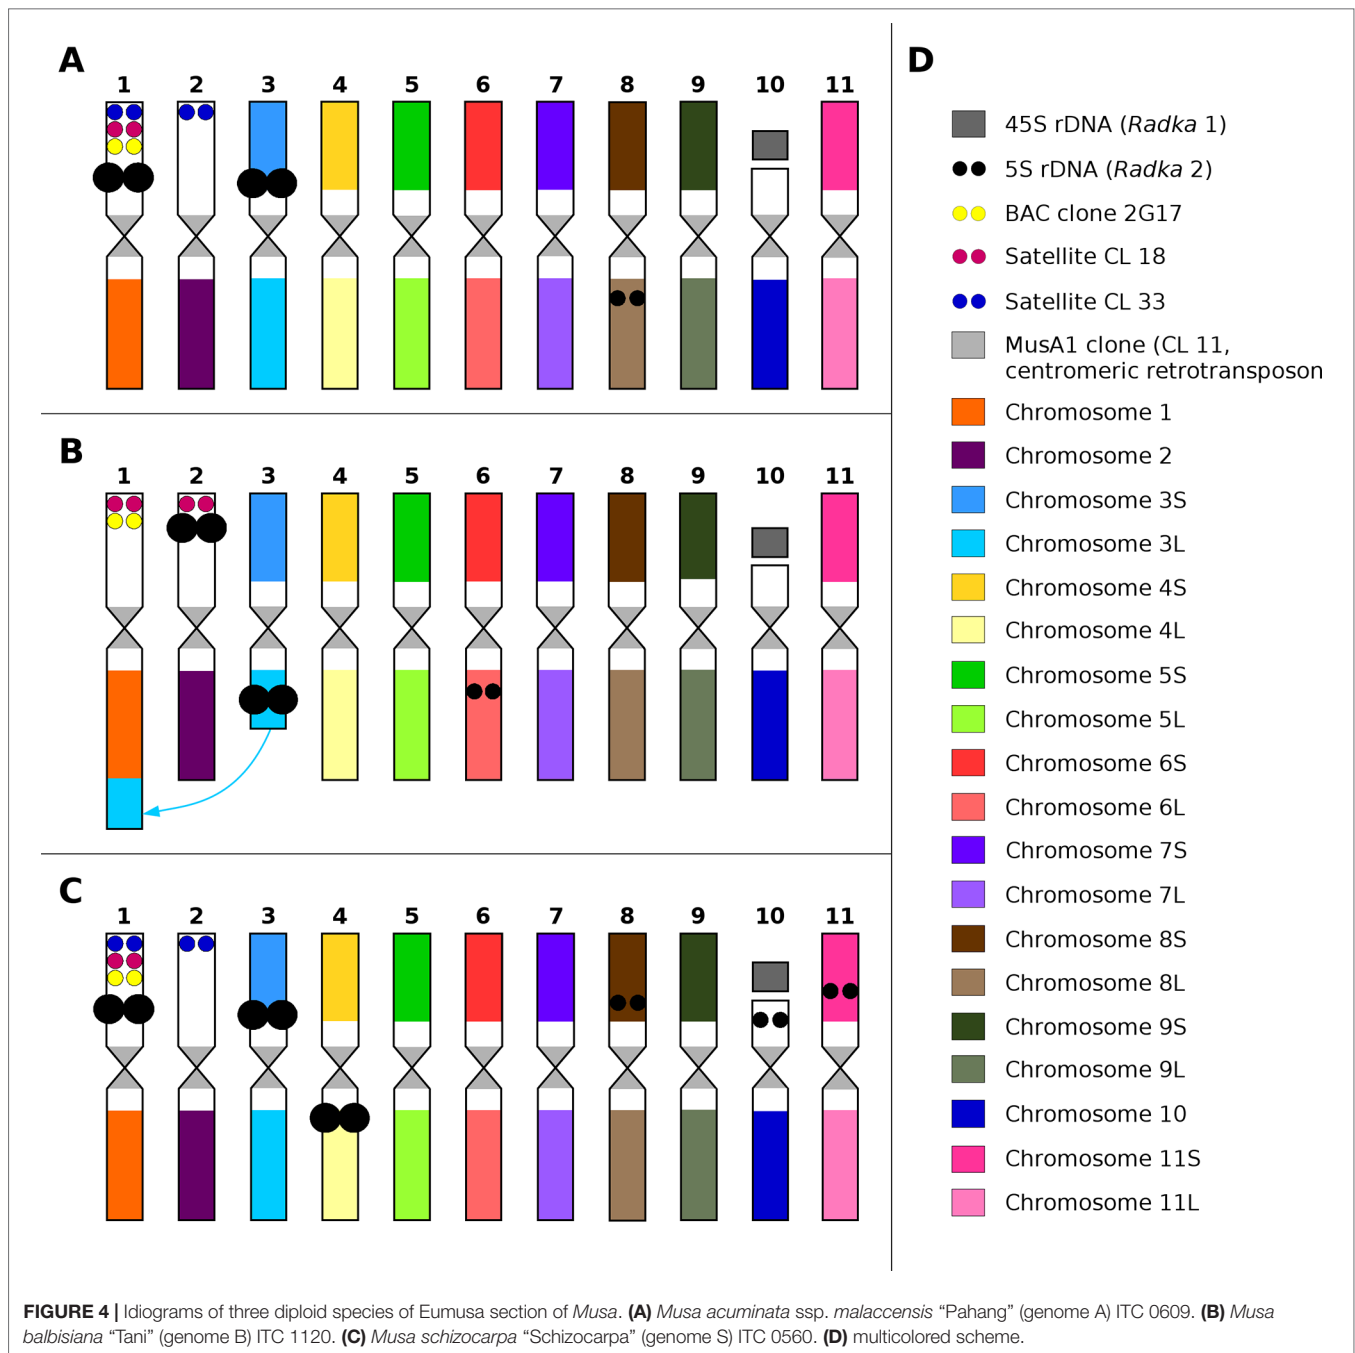 A
1 2 3 4 5 6 7 8 9 10 11
B
1 2 3 4 5 6 7 8 9 10 11
C
1 2 3 4 5 6 7 8 9 10 11
D
45S rDNA (Radka 1)
5S rDNA (Radka 2)
BAC clone 2G17
Satellite CL 18
Satellite CL 33
MusA1 clone (CL 11,
centromeric retrotransposon
Chromosome 1
Chromosome 2
Chromosome 3S
Chromosome 3L
Chromosome 4S
Chromosome 4L
Chromosome 5S
Chromosome 5L
Chromosome 6S
Chromosome 6L
Chromosome 7S
Chromosome 7L
Chromosome 8S
Chromosome 8L
Chromosome 9S
Chromosome 9L
Chromosome 10
Chromosome 11S
Chromosome 11L
FIGURE 4 | Idiograms of three diploid species of Eumusa section of Musa. (A) Musa acuminata ssp. malaccensis “Pahang” (genome A) ITC 0609. (B) Musa
balbisiana “Tani” (genome B) ITC 1120. (C) Musa schizocarpa “Schizocarpa” (genome S) ITC 0560. (D) multicolored scheme.